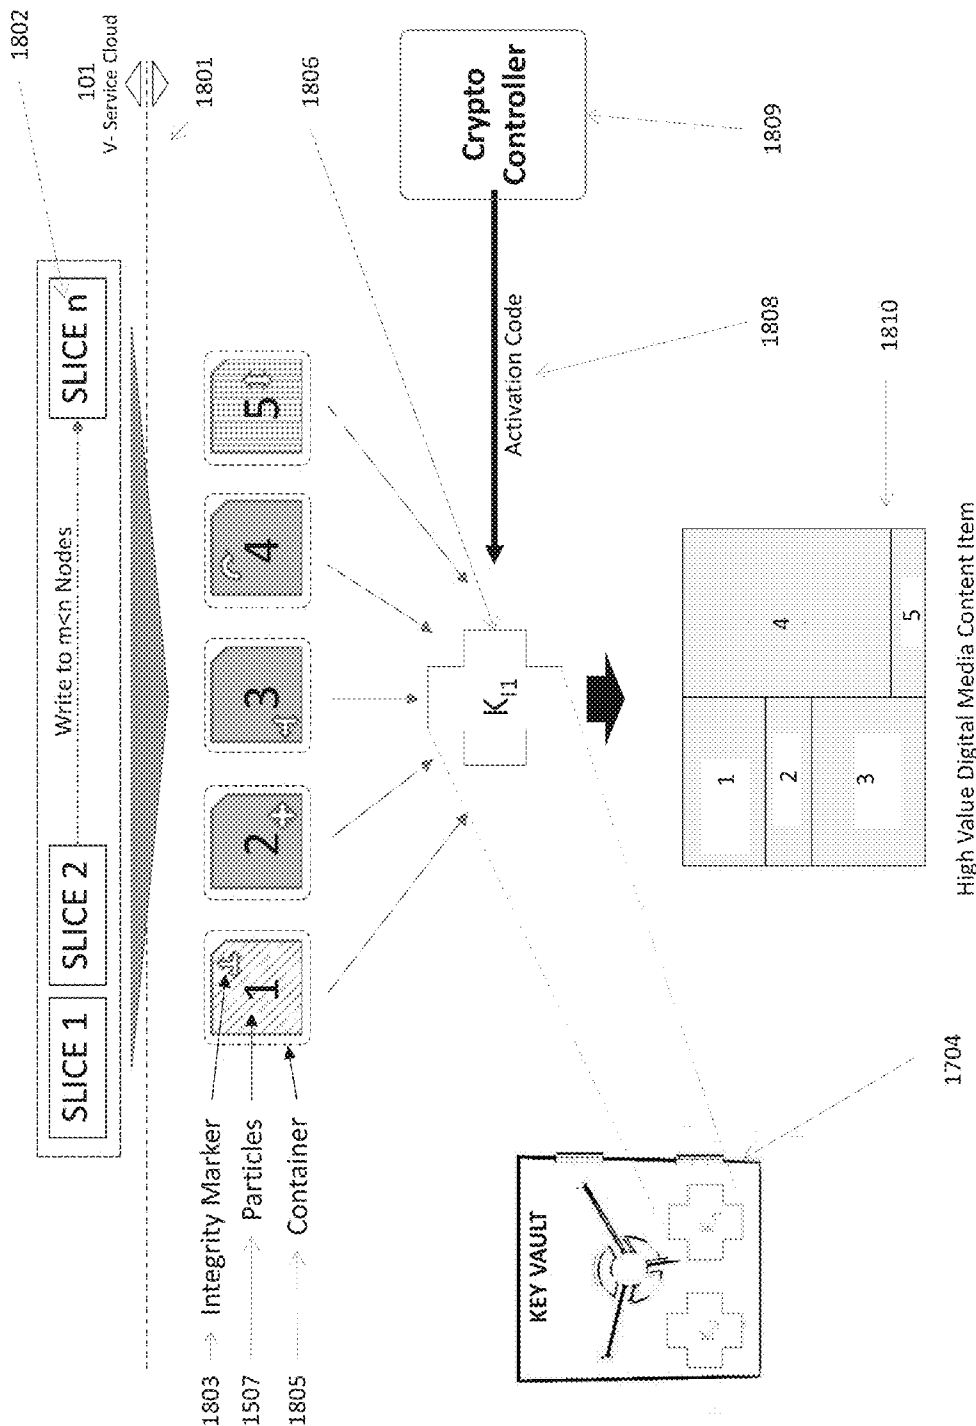 1802
101
V- Service Cloud
1801
1806
SLICE 1
SLICE 2
Write to m<n Nodes
SLICE n
1803
Integrity Marker
1507
Particles
1805
Container
1
2
3
4
5
Crypto
Controller
1809
Activation Code
1808
KI1
KEY VAULT
1704
1
2
3
4
5
1810
High Value Digital Media Content Item